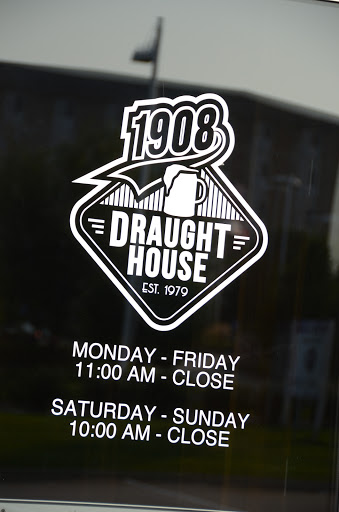 1908
DRAUGHT
HOUSE
EST. 1979
MONDAY - FRIDAY
11:00 AM - CLOSE
SATURDAY - SUNDAY
10:00 AM - CLOSE